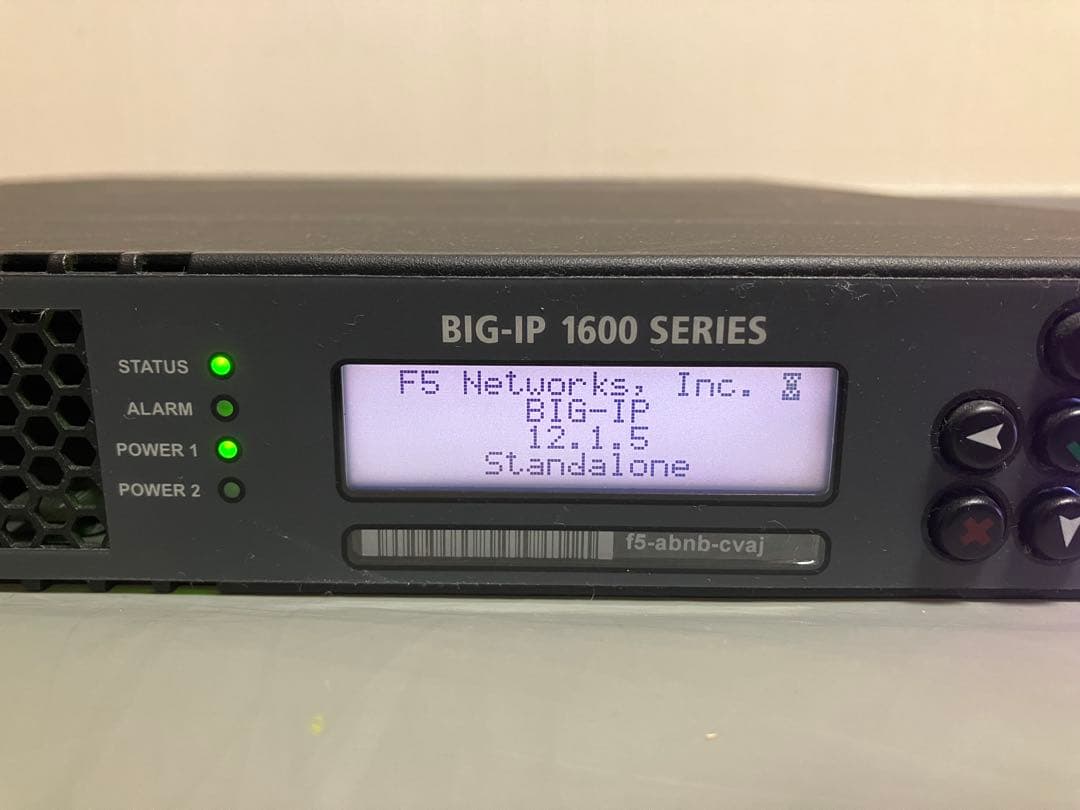 BIG-IP 1600 SERIES
STATUS
ALARM
POWER 1
POWER 2
F5 Networks, Inc.
BIG-IP
12.1.5
Standalone
f5-abnb-cvaj